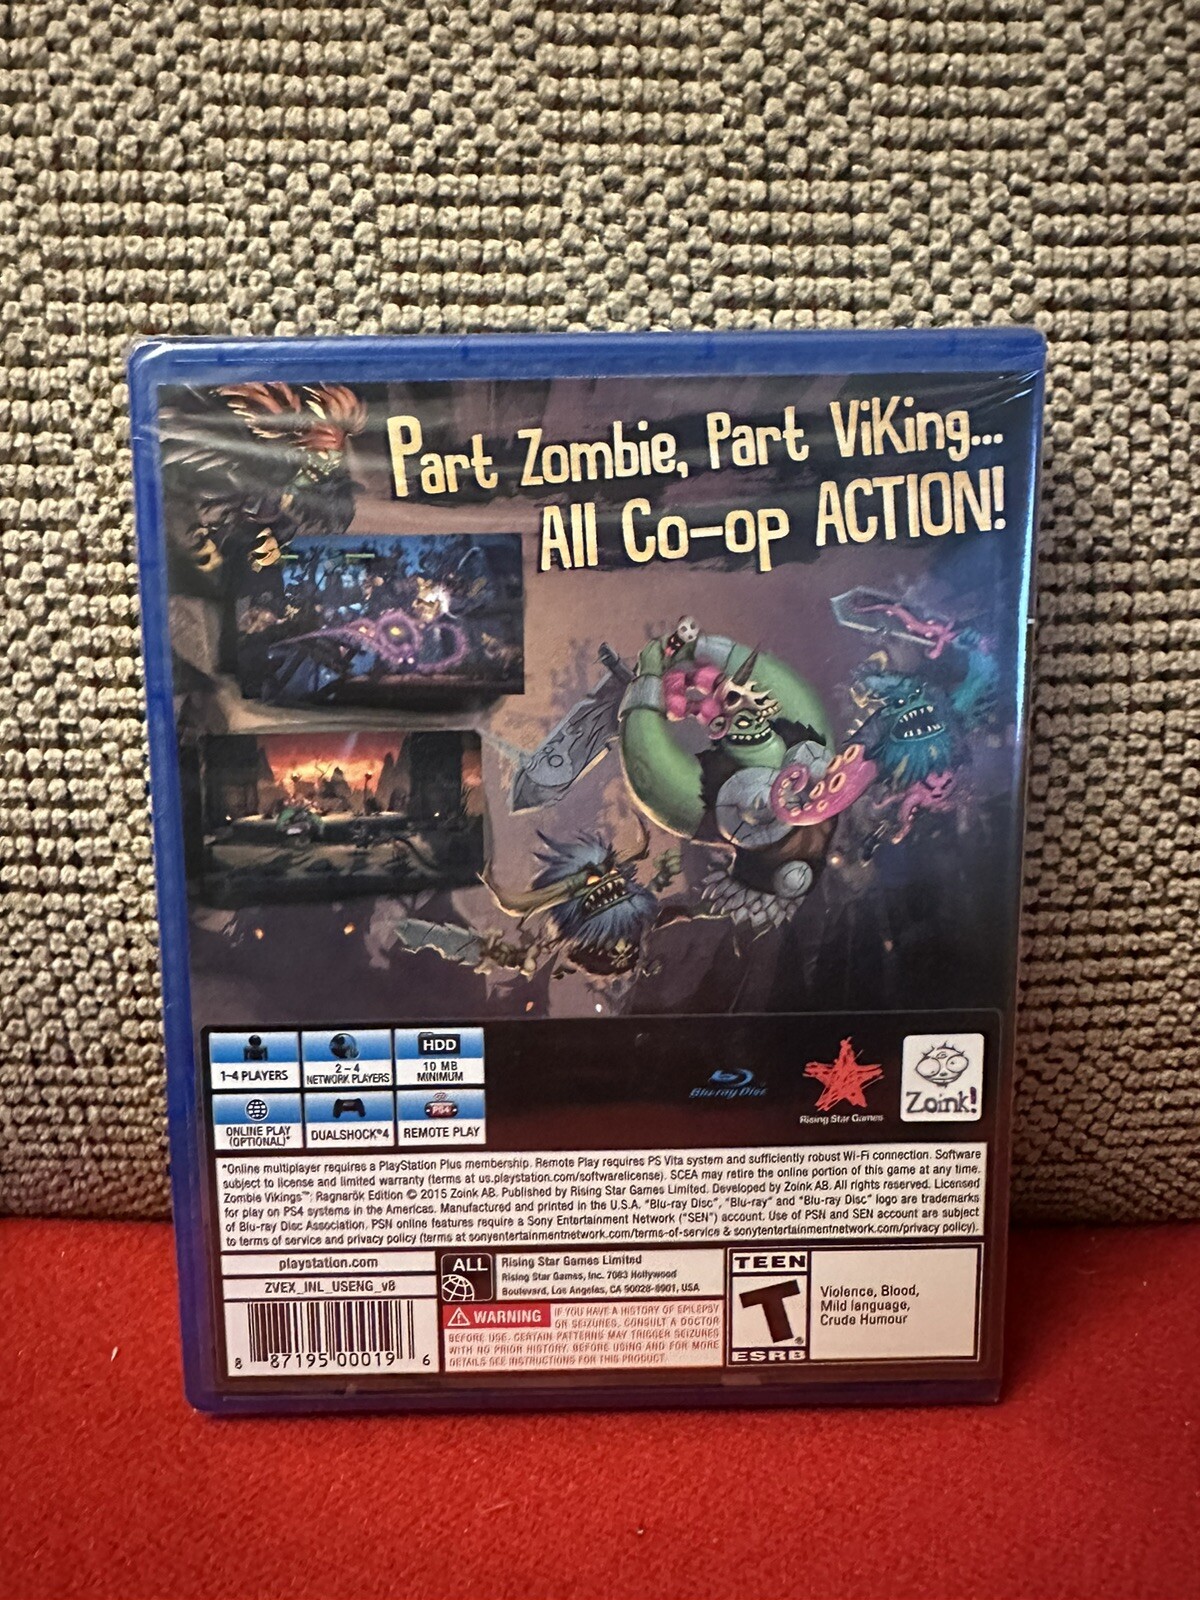 Part Zombie, Part Viking...
All Co-op ACTION!
1-4 PLAYERS
2-4
NETWORK PLAYERS
HDD
10 MB
MINIMUM
ONLINE PLAY
(OPTIONAL)*
DUALSHOCK®4
PS4
REMOTE PLAY
Blu-ray Disc
Rising Star Games
Zoink!
*Online multiplayer requires a PlayStation Plus membership. Remote Play requires PS Vita system and sufficiently robust Wi-Fi connection. Software
subject to license and limited warranty (terms at us.playstation.com/softwarelicense). SCEA may retire the online portion of this game at any time.
Zombie Vikings™: Ragnarök Edition © 2015 Zoink AB. Published by Rising Star Games Limited. Developed by Zoink AB. All rights reserved. Licensed
for play on PS4 systems in the Americas. Manufactured and printed in the U.S.A. "Blu-ray Disc", "Blu-ray" and "Blu-ray Disc" logo are trademarks
of Blu-ray Disc Association. PSN online features require a Sony Entertainment Network ("SEN") account. Use of PSN and SEN account are subject
to terms of service and privacy policy (terms at sonyentertainmentnetwork.com/terms-of-service & sonyentertainmentnetwork.com/privacy policy).
playstation.com
ZVEX_INL_USENG_v8
8 87195 00019 6
ALL
Rising Star Games Limited
Rising Star Games, Inc. 7083 Hollywood
Boulevard, Los Angeles, CA 90028-8901, USA
WARNING
IF YOU HAVE A HISTORY OF EPILEPSY
OR SEIZURES, CONSULT A DOCTOR
BEFORE USE. CERTAIN PATTERNS MAY TRIGGER SEIZURES
WITH NO PRIOR HISTORY. BEFORE USING AND FOR MORE
DETAILS SEE INSTRUCTIONS FOR THIS PRODUCT.
TEEN
T
ESRB
Violence, Blood,
Mild language,
Crude Humour